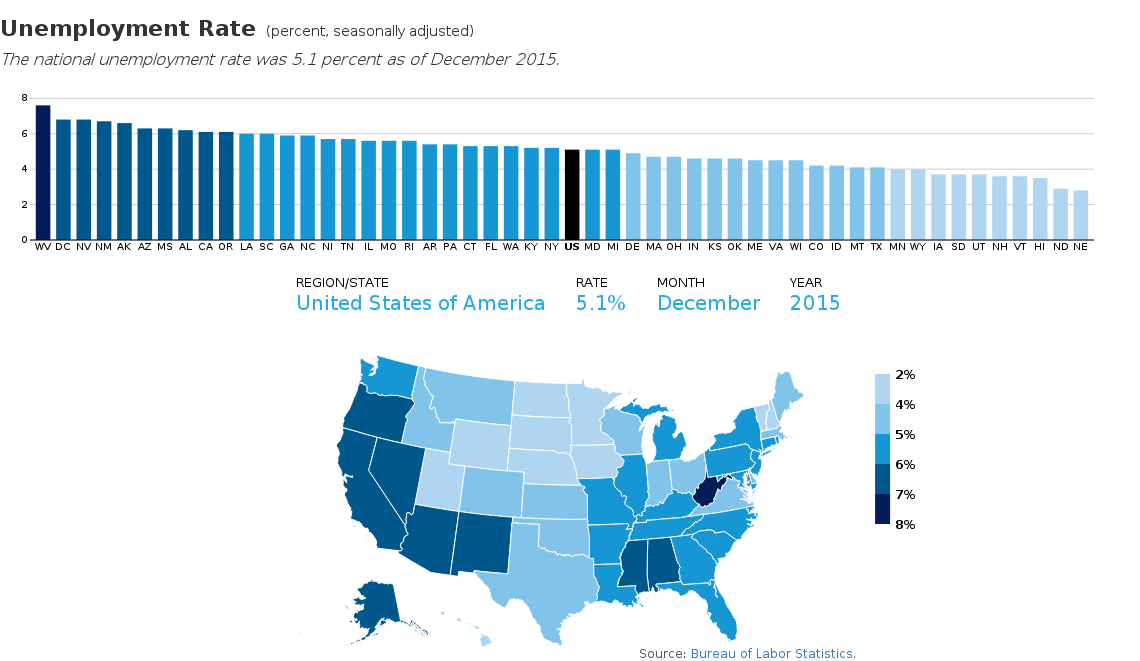 Unemployment Rate (percent, seasonally adjusted)
The national unemployment rate was 5.1 percent as of December 2015.
8
6
4
2
0
WV DC NV NM AK AZ MS AL CA OR LA SC GA NC NJ TN IL MO RI AR PA CT FL WA KY NY US MD MI DE MA OH IN KS OK ME VA WI CO ID MT TX MN WY IA SD UT NH VT HI ND NE
REGION/STATE RATE MONTH YEAR
United States of America 5.1% December 2015
2%
4%
5%
6%
7%
8%
Source: Bureau of Labor Statistics.